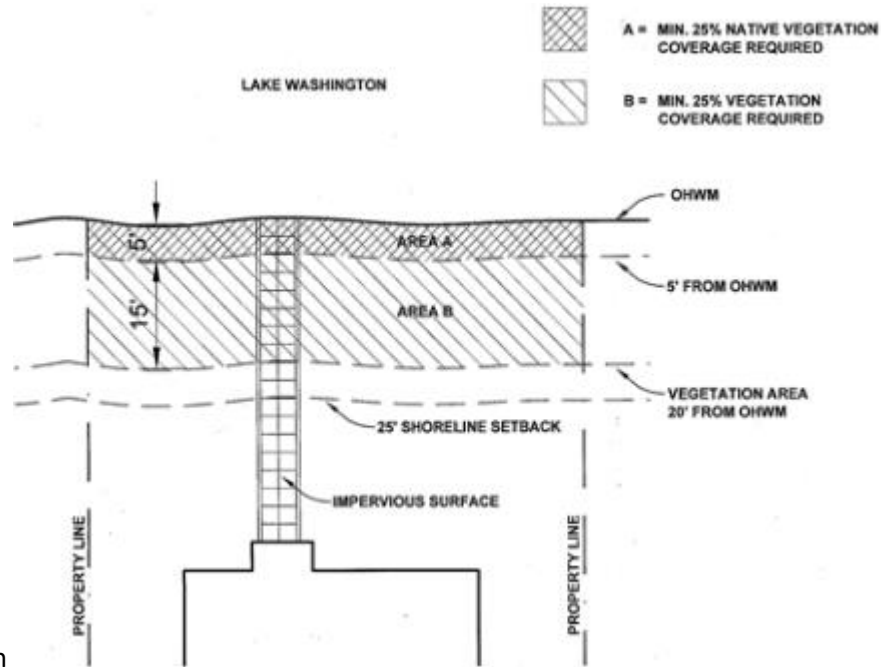 A = MIN. 25% NATIVE VEGETATION
COVERAGE REQUIRED
LAKE WASHINGTON
B = MIN. 25% VEGETATION
COVERAGE REQUIRED
OHWM
5'
AREA A
5' FROM OHWM
15'
AREA B
VEGETATION AREA
20' FROM OHWM
25' SHORELINE SETBACK
IMPERVIOUS SURFACE
PROPERTY LINE
PROPERTY LINE
n